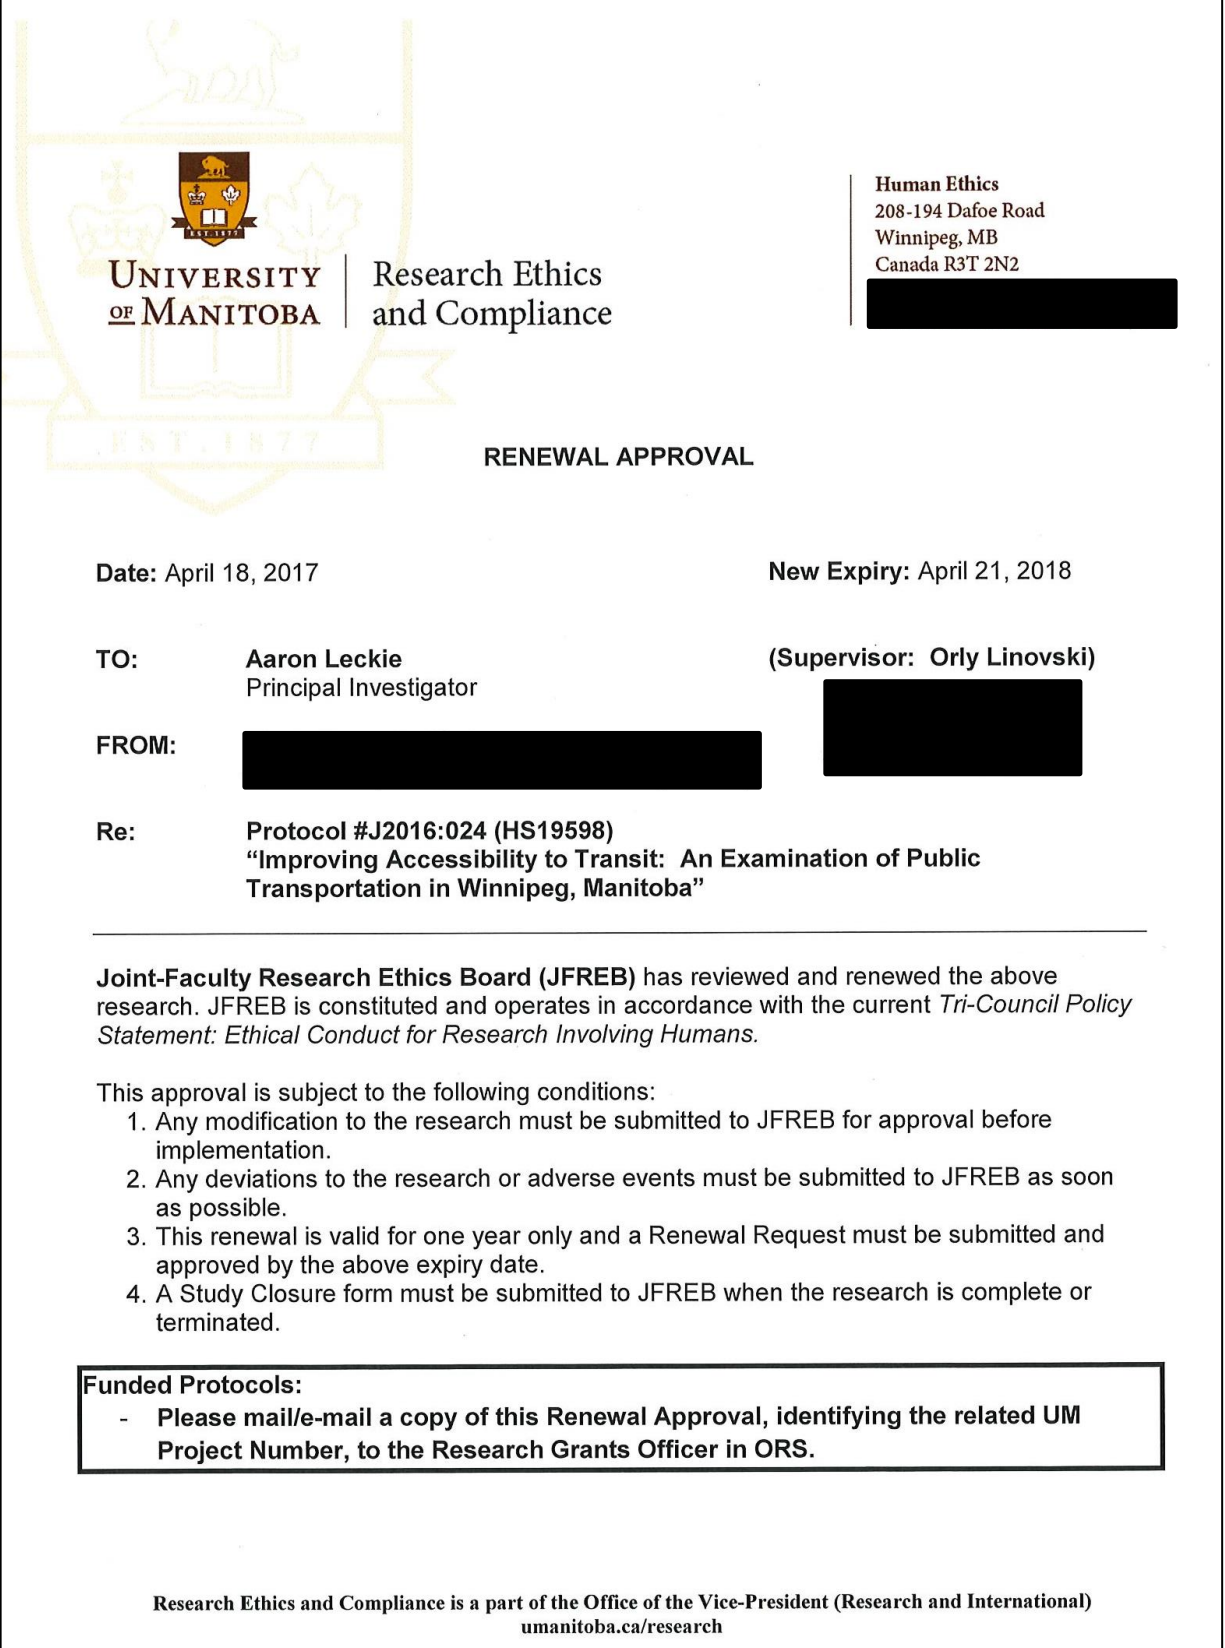 EST.1877
UNIVERSITY
OF MANITOBA
Research Ethics
and Compliance
Human Ethics
208-194 Dafoe Road
Winnipeg, MB
Canada R3T 2N2
EST.1877
RENEWAL APPROVAL
Date: April 18, 2017 New Expiry: April 21, 2018
TO: Aaron Leckie (Supervisor: Orly Linovski)
Principal Investigator
FROM:
Re: Protocol #J2016:024 (HS19598)
“Improving Accessibility to Transit: An Examination of Public
Transportation in Winnipeg, Manitoba”
Joint-Faculty Research Ethics Board (JFREB) has reviewed and renewed the above
research. JFREB is constituted and operates in accordance with the current Tri-Council Policy
Statement: Ethical Conduct for Research Involving Humans.
This approval is subject to the following conditions:
1. Any modification to the research must be submitted to JFREB for approval before
implementation.
2. Any deviations to the research or adverse events must be submitted to JFREB as soon
as possible.
3. This renewal is valid for one year only and a Renewal Request must be submitted and
approved by the above expiry date.
4. A Study Closure form must be submitted to JFREB when the research is complete or
terminated.
Funded Protocols:
- Please mail/e-mail a copy of this Renewal Approval, identifying the related UM
Project Number, to the Research Grants Officer in ORS.
Research Ethics and Compliance is a part of the Office of the Vice-President (Research and International)
umanitoba.ca/research